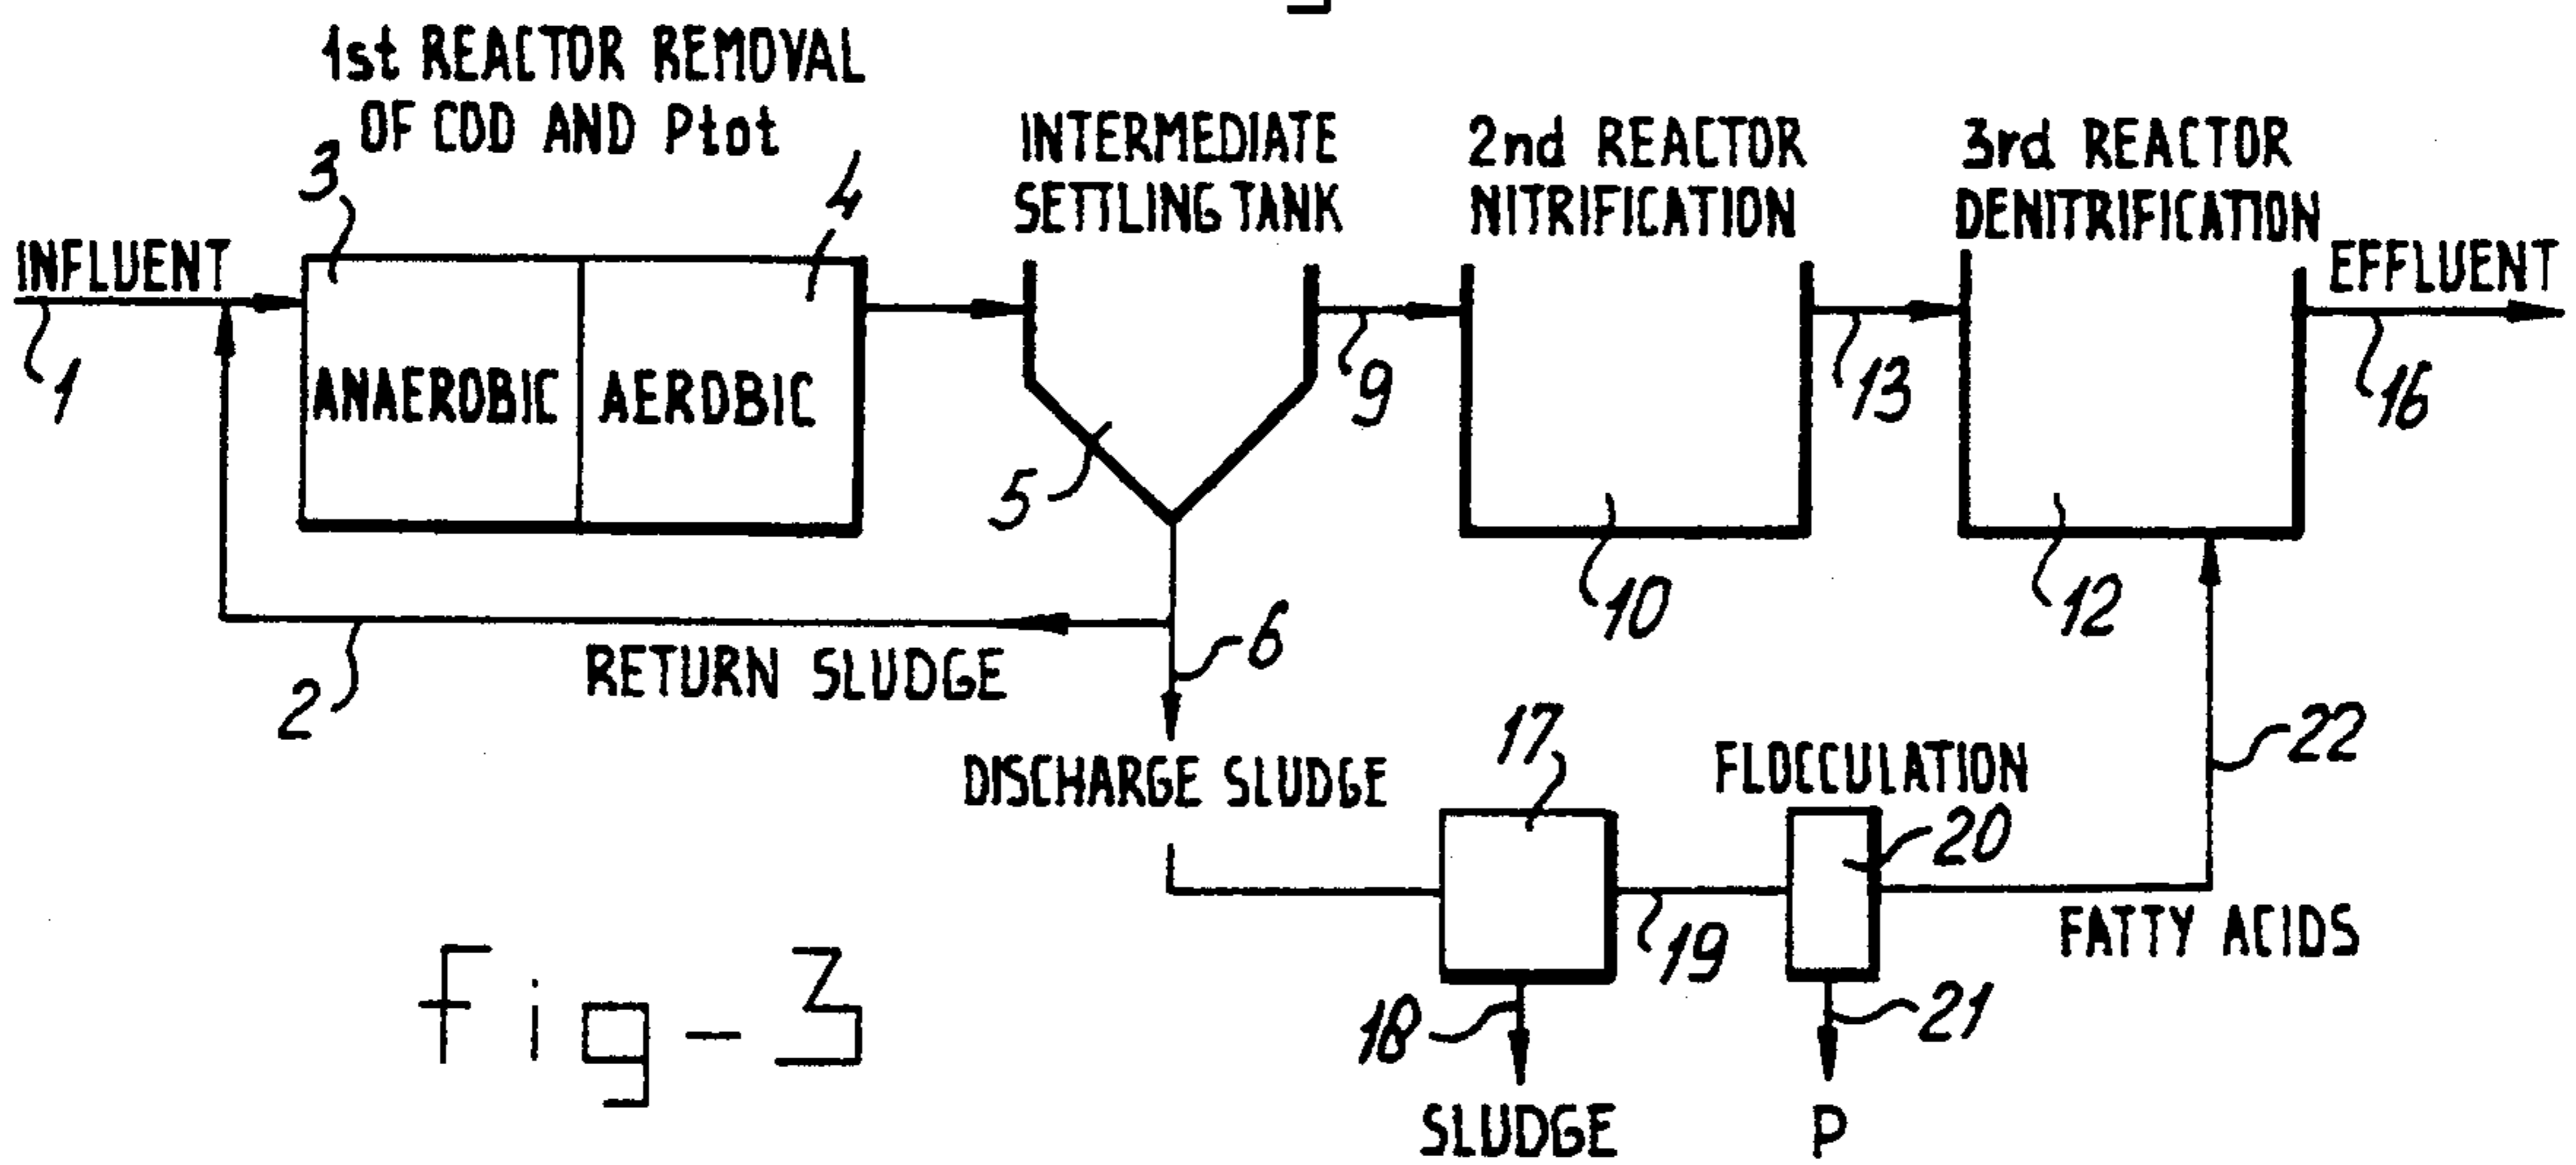 1st REACTOR REMOVAL
OF COD AND Ptot
3
4
INTERMEDIATE
SETTLING TANK
2nd REACTOR
NITRIFICATION
3rd REACTOR
DENITRIFICATION
INFLUENT
EFFLUENT
1
ANAEROBIC
AEROBIC
5
9
13
16
10
12
2
RETURN SLUDGE
6
DISCHARGE SLUDGE
17
FLOCCULATION
20
22
19
FATTY ACIDS
18
21
SLUDGE
P
fig-3